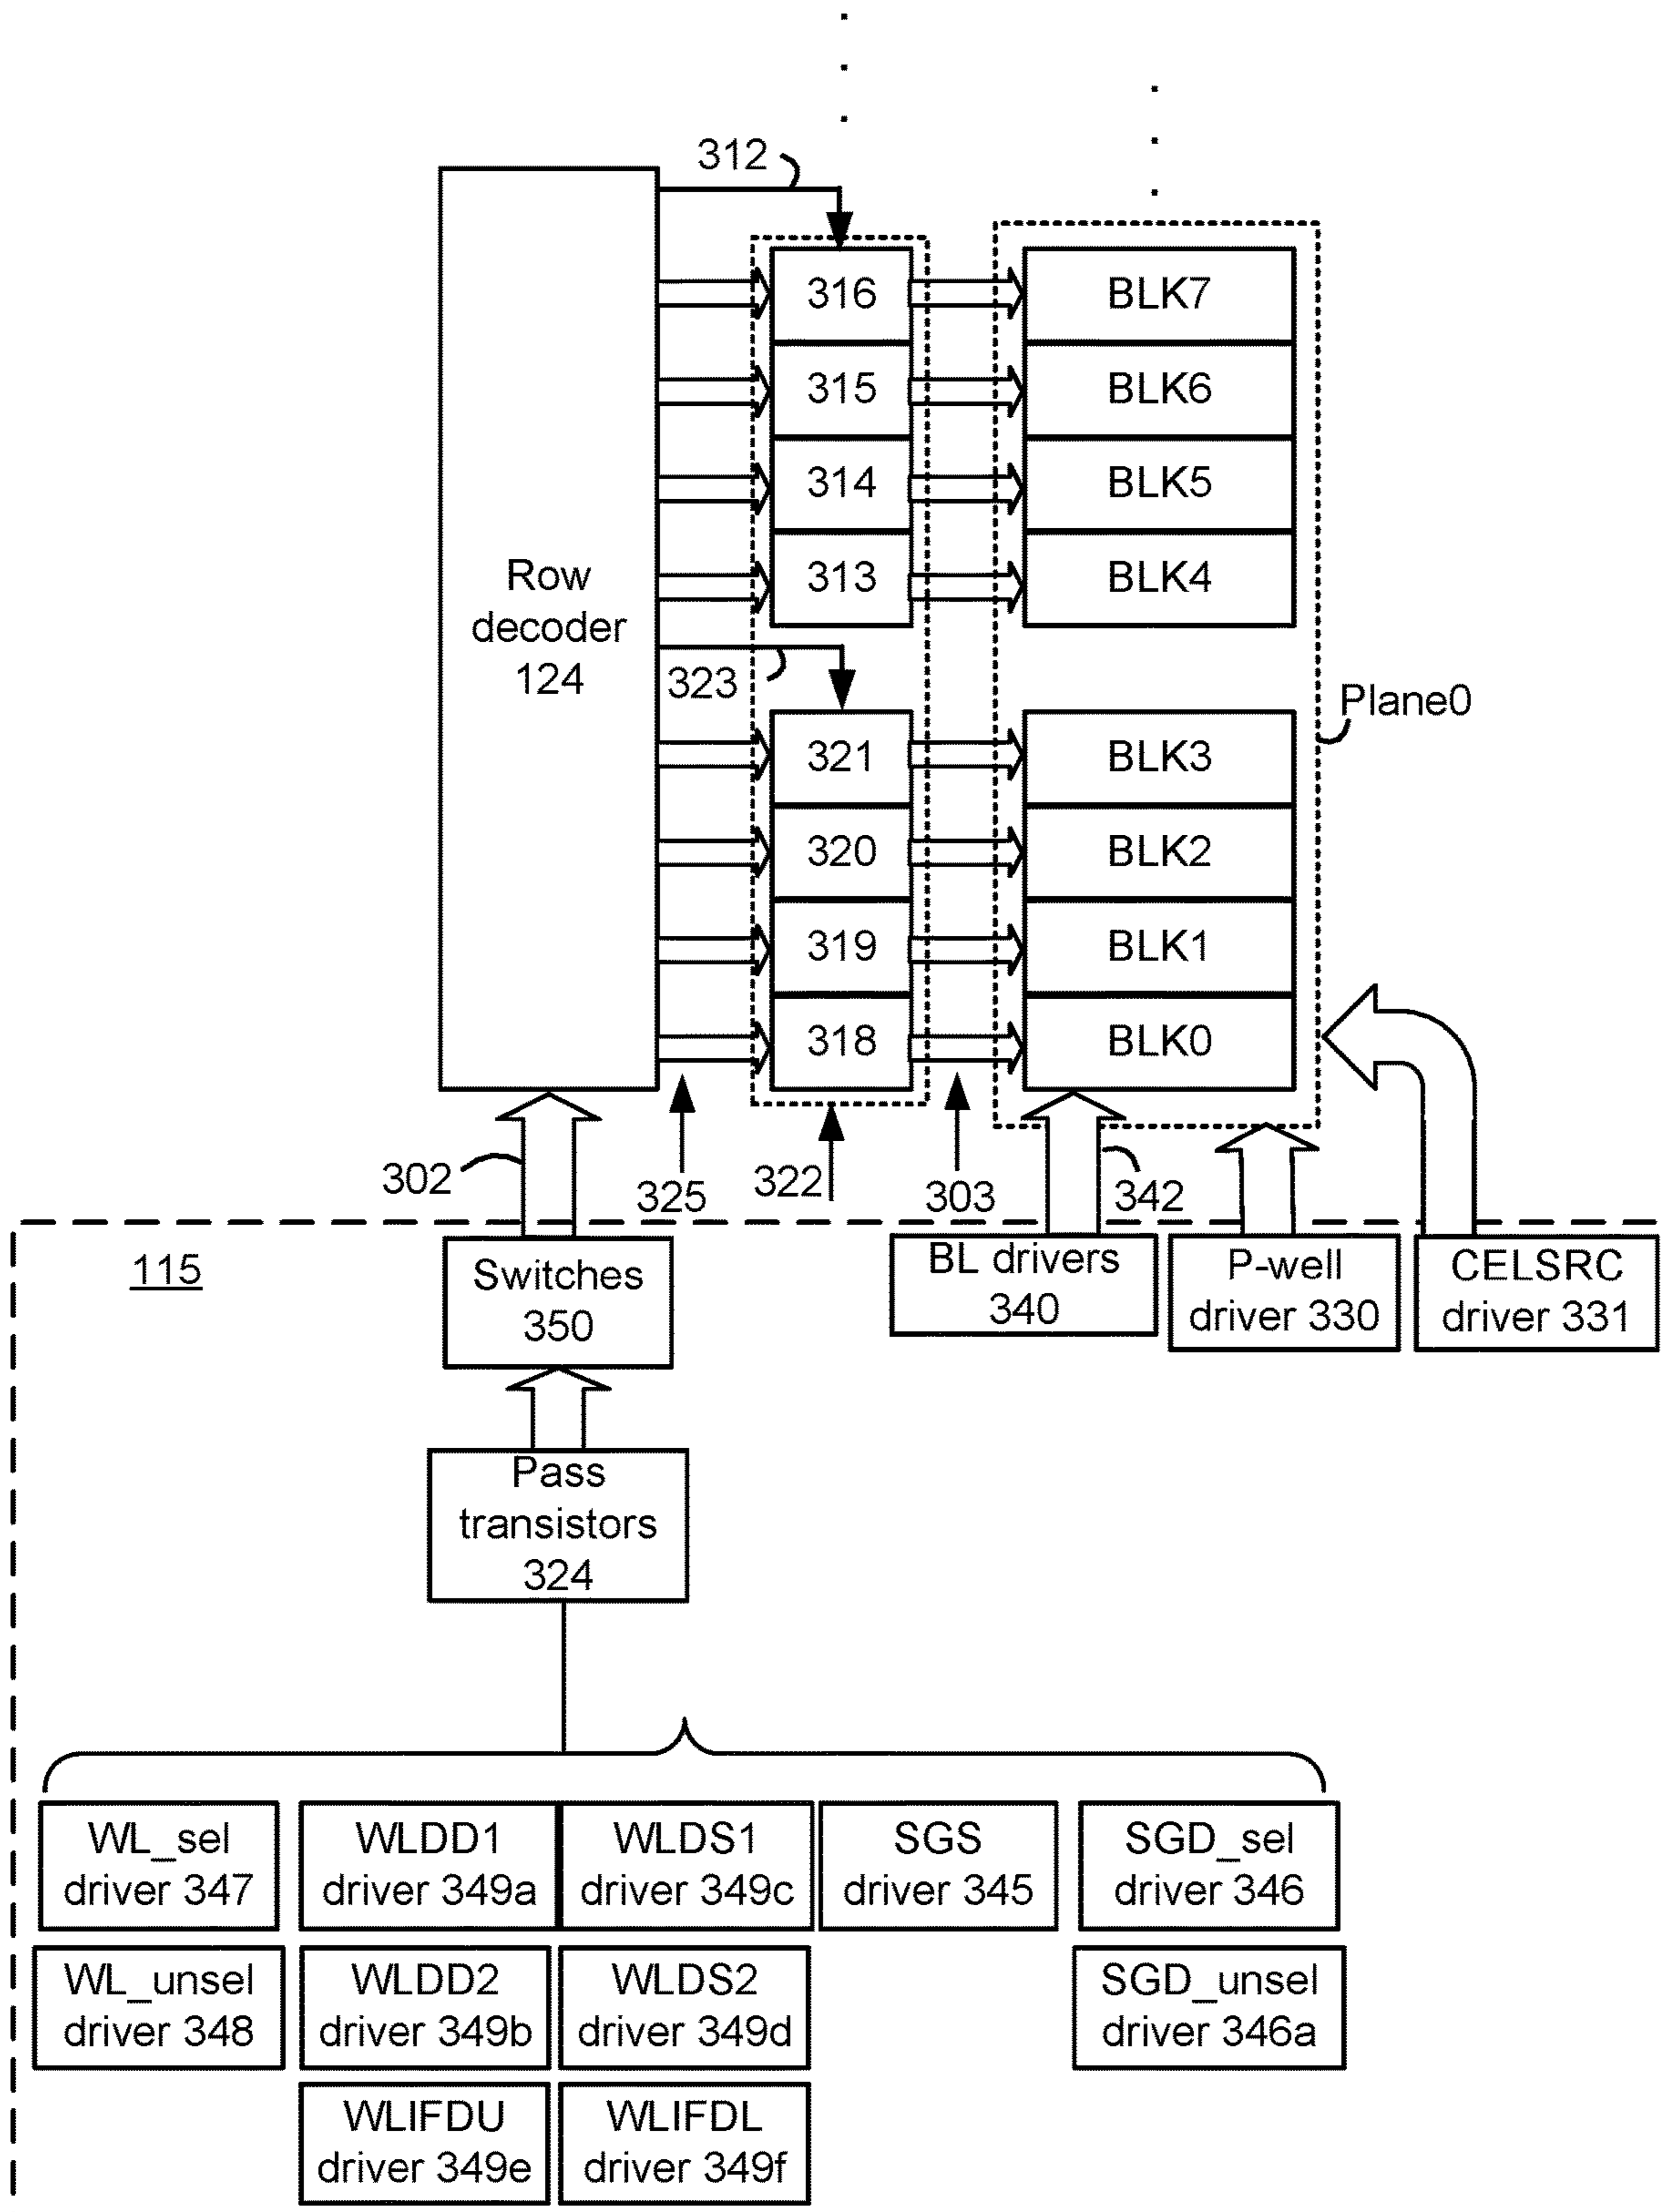 312
316
BLK7
315
BLK6
314
BLK5
313
BLK4
Row
decoder
124
323
Plane0
321
BLK3
320
BLK2
319
BLK1
318
BLK0
302
325
322
303
342
115
Switches
350
BL drivers
340
P-well
driver 330
CELSRC
driver 331
Pass
transistors
324
WL_sel
driver 347
WLDD1
driver 349a
WLDS1
driver 349c
SGS
driver 345
SGD_sel
driver 346
WL_unsel
driver 348
WLDD2
driver 349b
WLDS2
driver 349d
SGD_unsel
driver 346a
WLIFDU
driver 349e
WLIFDL
driver 349f